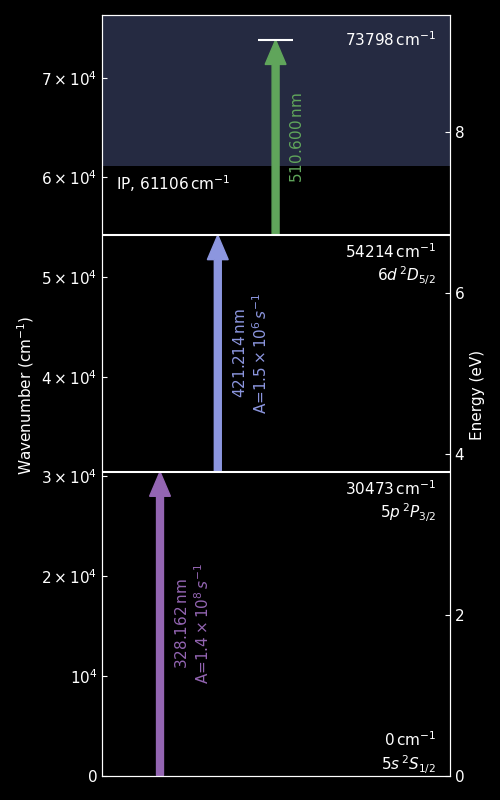 73798 cm⁻¹
7 × 10⁴
8
510.600 nm
6 × 10⁴
IP, 61106 cm⁻¹
54214 cm⁻¹
6d ²D₅/₂
5 × 10⁴
6
421.214 nm
A=1.5 × 10⁶ s⁻¹
Wavenumber (cm⁻¹)
Energy (eV)
4 × 10⁴
4
3 × 10⁴
30473 cm⁻¹
5p ²P₃/₂
2 × 10⁴
328.162 nm
A=1.4 × 10⁸ s⁻¹
2
10⁴
0 cm⁻¹
5s ²S₁/₂
0
0